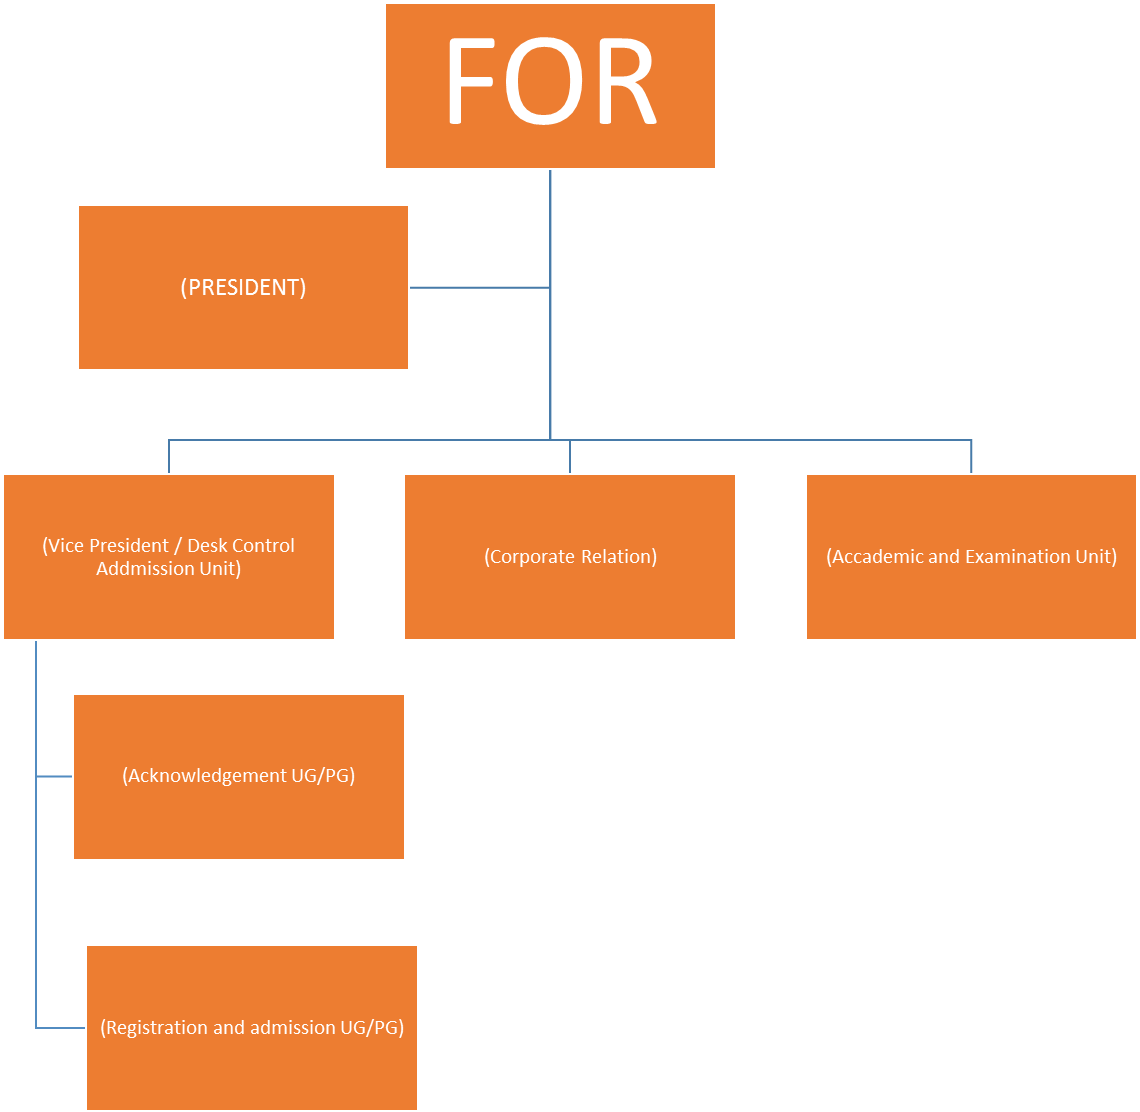 FOR
(PRESIDENT)
(Vice President / Desk Control
Addmission Unit)
(Corporate Relation)
(Accademic and Examination Unit)
(Acknowledgement UG/PG)
(Registration and admission UG/PG)